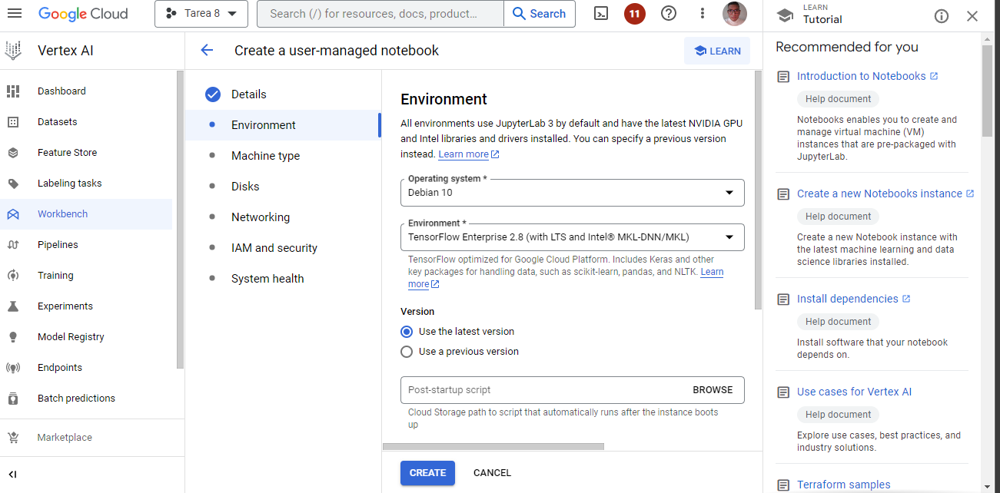 Google Cloud
Tarea 8
Search (/) for resources, docs, product...
Search
11
LEARN
Tutorial
Vertex AI
Create a user-managed notebook
LEARN
Dashboard
Datasets
Feature Store
Labeling tasks
Workbench
Pipelines
Training
Experiments
Model Registry
Endpoints
Batch predictions
Marketplace
Details
Environment
Machine type
Disks
Networking
IAM and security
System health
Environment
All environments use JupyterLab 3 by default and have the latest NVIDIA GPU
and Intel libraries and drivers installed. You can specify a previous version
instead. Learn more
Operating system *
Debian 10
Environment *
TensorFlow Enterprise 2.8 (with LTS and Intel® MKL-DNN/MKL)
TensorFlow optimized for Google Cloud Platform. Includes Keras and other
key packages for handling data, such as scikit-learn, pandas, and NLTK. Learn
more
Version
Use the latest version
Use a previous version
Post-startup script
BROWSE
Cloud Storage path to script that automatically runs after the instance boots
up
CREATE
CANCEL
Recommended for you
Introduction to Notebooks
Help document
Notebooks enables you to create and
manage virtual machine (VM)
instances that are pre-packaged with
JupyterLab.
Create a new Notebooks instance
Help document
Create a new Notebook instance with
the latest machine learning and data
science libraries installed.
Install dependencies
Help document
Install software that your notebook
depends on.
Use cases for Vertex AI
Help document
Explore use cases, best practices, and
industry solutions.
Terraform samples